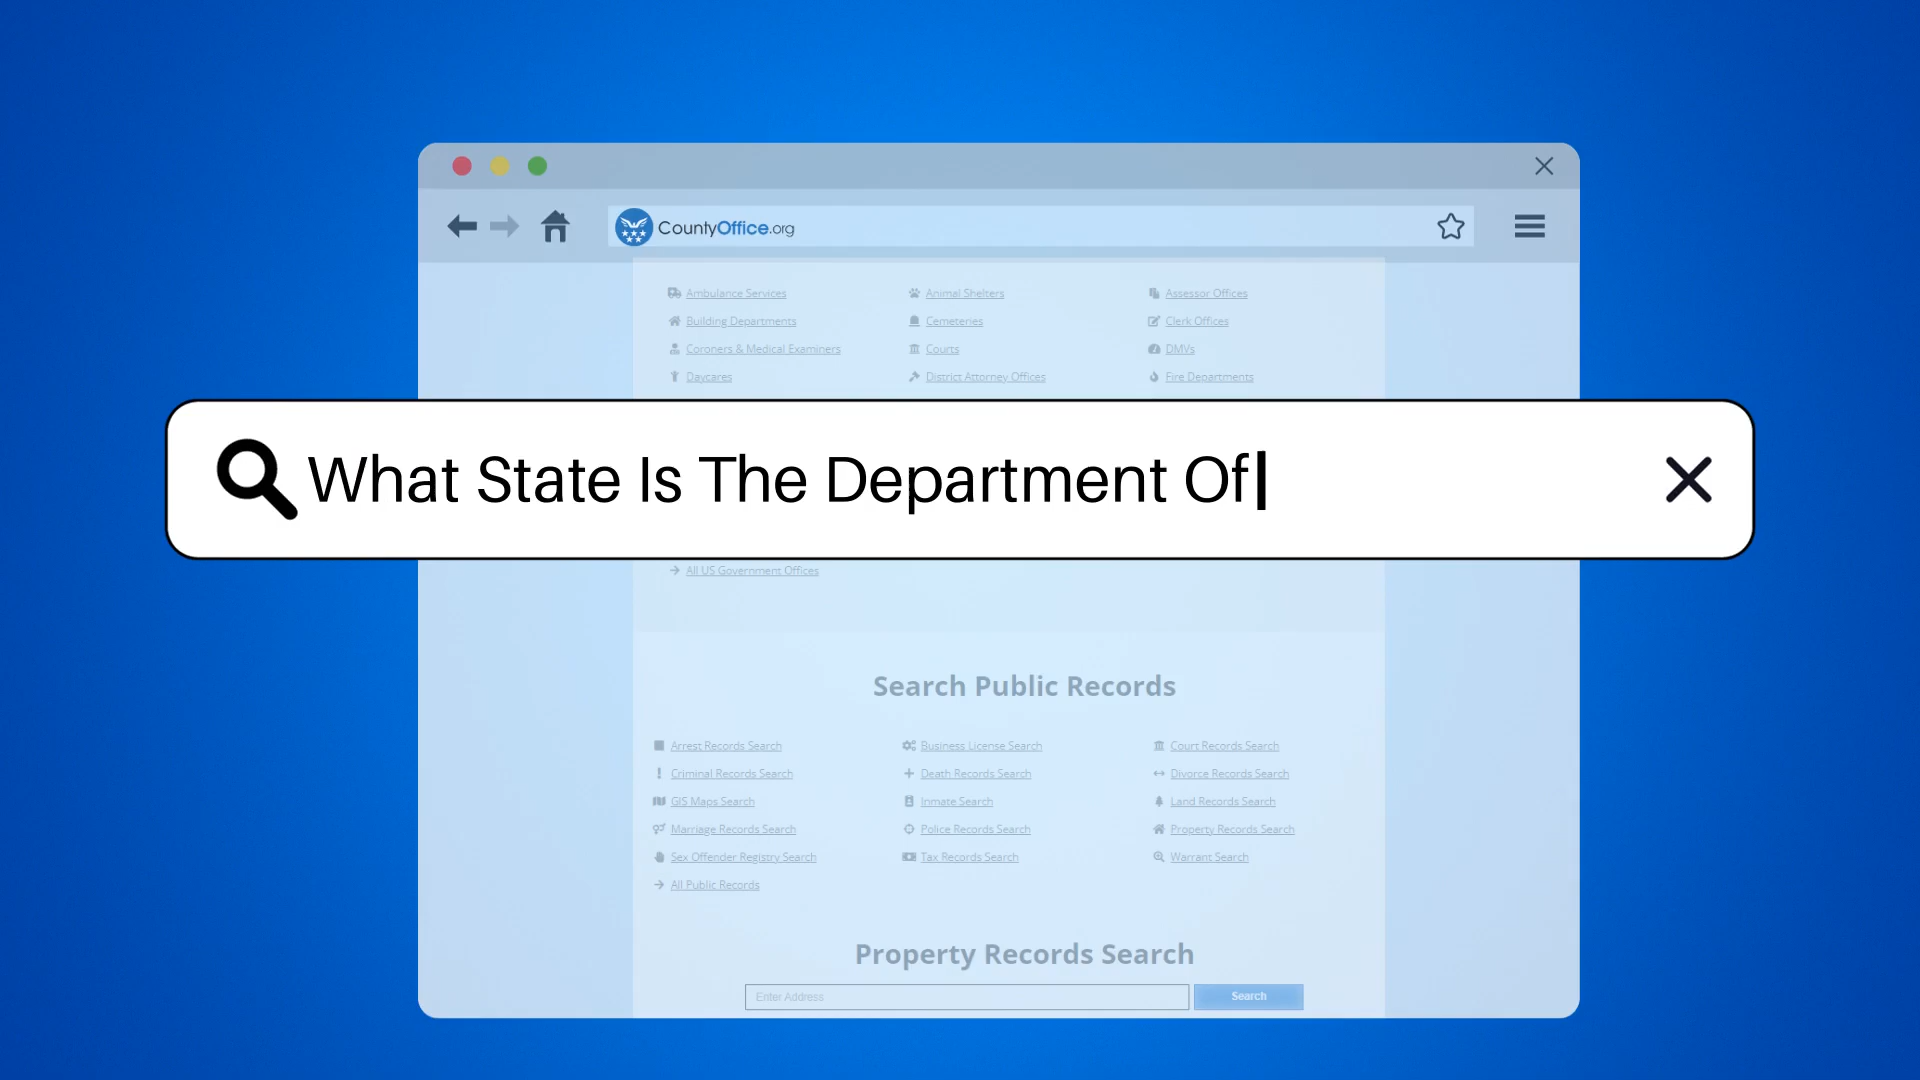 CountyOffice.org
Ambulance Services Animal Shelters Assessor Offices
Building Departments Cemeteries Clerk Offices
Coroners & Medical Examiners Courts DMVs
Daycares District Attorney Offices Fire Departments
What State Is The Department Of
All US Government Offices
Search Public Records
Arrest Records Search Business License Search Court Records Search
Criminal Records Search Death Records Search Divorce Records Search
GIS Maps Search Inmate Search Land Records Search
Marriage Records Search Police Records Search Property Records Search
Sex Offender Registry Search Tax Records Search Warrant Search
All Public Records
Property Records Search
Enter Address Search